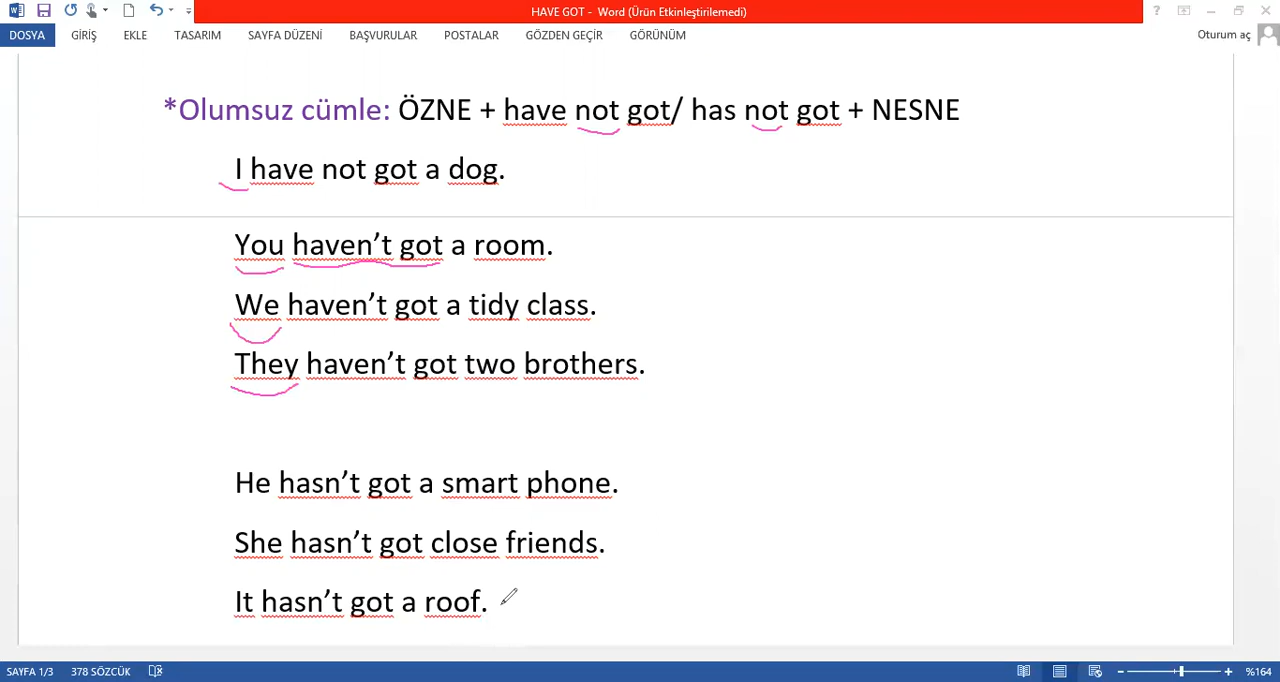 HAVE GOT - Word (Ürün Etkinleştirilemedi)
?
DOSYA GİRİŞ EKLE TASARIM SAYFA DÜZENİ BAŞVURULAR POSTALAR GÖZDEN GEÇİR GÖRÜNÜM Oturum aç
*Olumsuz cümle: ÖZNE + have not got/ has not got + NESNE
I have not got a dog.
You haven’t got a room.
We haven’t got a tidy class.
They haven’t got two brothers.
He hasn’t got a smart phone.
She hasn’t got close friends.
It hasn’t got a roof.
SAYFA 1/3 378 SÖZCÜK %164